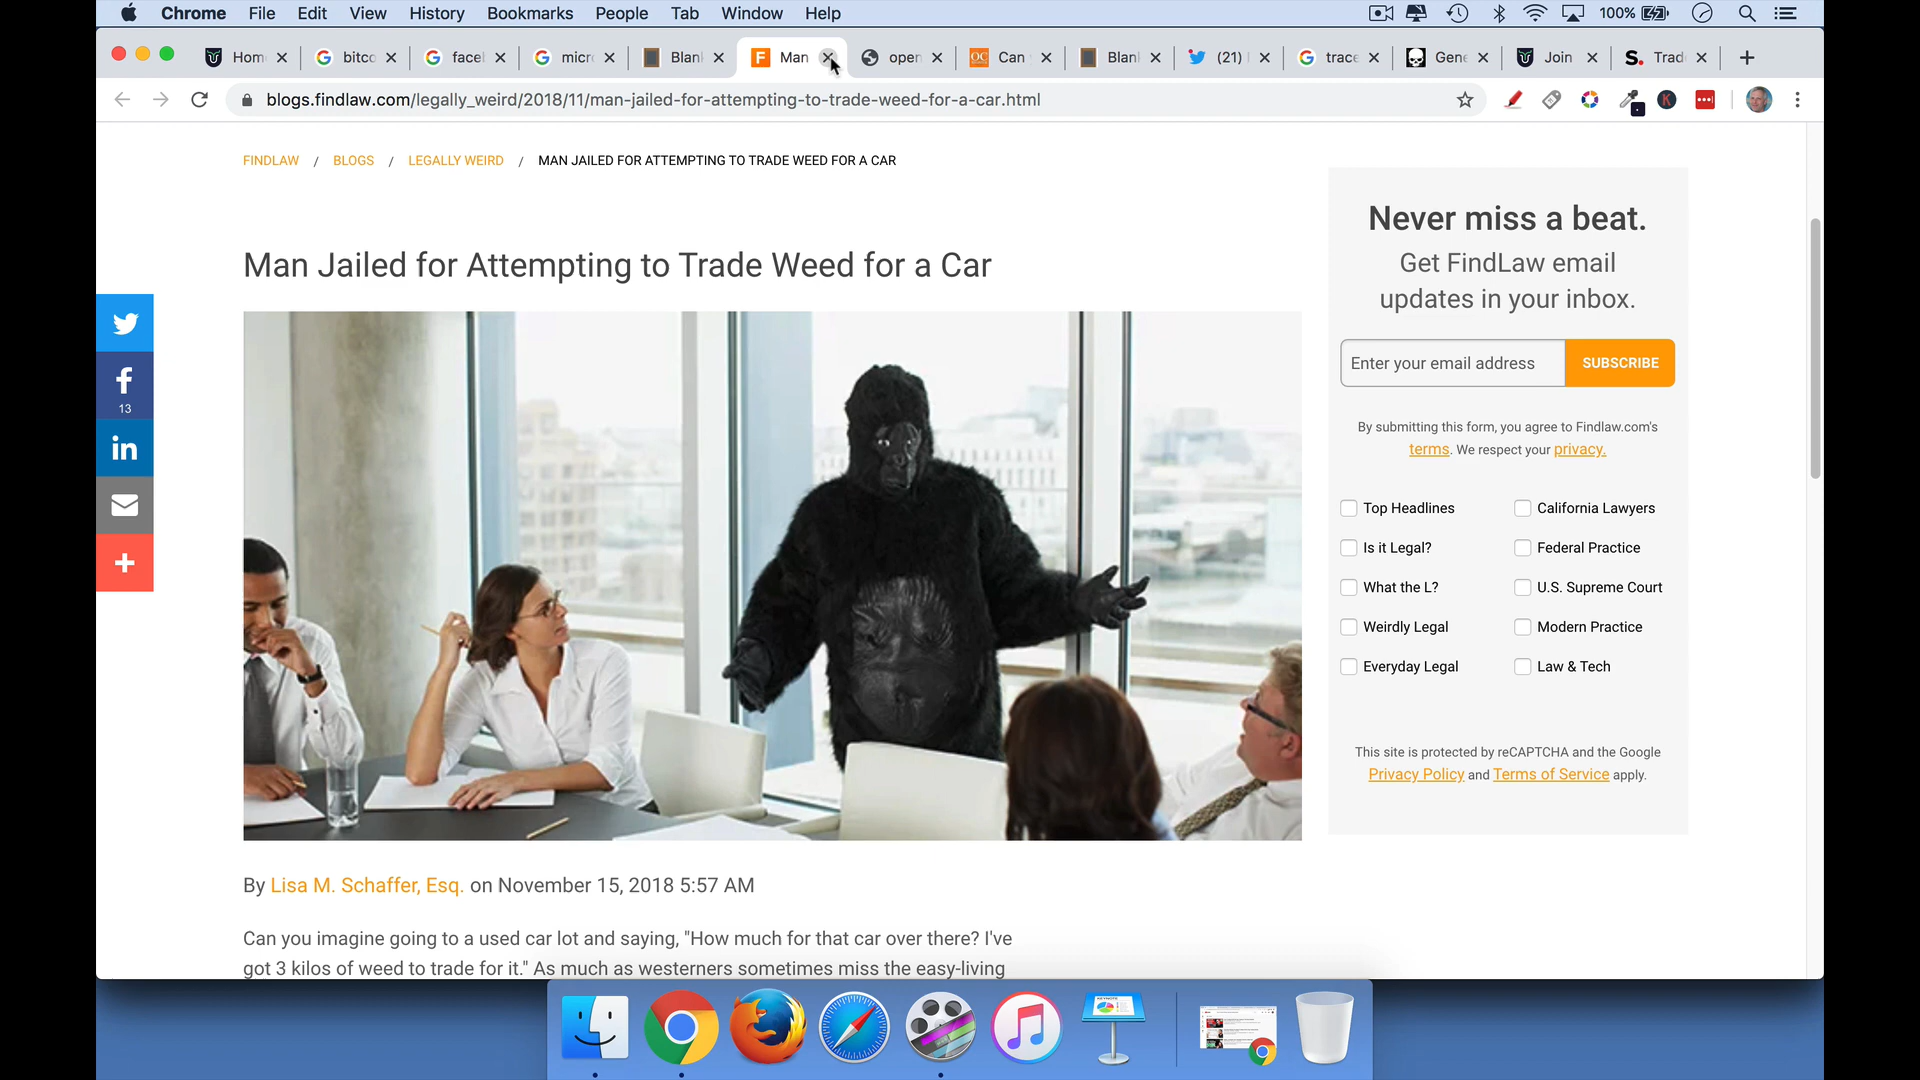 Chrome File Edit View History Bookmarks People Tab Window Help 100%
Hom bitco face micr Blan Man open Can Blan (21) trace Gene Join Trad
blogs.findlaw.com/legally_weird/2018/11/man-jailed-for-attempting-to-trade-weed-for-a-car.html
FINDLAW / BLOGS / LEGALLY WEIRD / MAN JAILED FOR ATTEMPTING TO TRADE WEED FOR A CAR
Man Jailed for Attempting to Trade Weed for a Car
13
By Lisa M. Schaffer, Esq. on November 15, 2018 5:57 AM
Can you imagine going to a used car lot and saying, "How much for that car over there? I've
got 3 kilos of weed to trade for it." As much as westerners sometimes miss the easy-living
Never miss a beat.
Get FindLaw email
updates in your inbox.
Enter your email address SUBSCRIBE
By submitting this form, you agree to Findlaw.com's
terms. We respect your privacy.
Top Headlines California Lawyers
Is it Legal? Federal Practice
What the L? U.S. Supreme Court
Weirdly Legal Modern Practice
Everyday Legal Law & Tech
This site is protected by reCAPTCHA and the Google
Privacy Policy and Terms of Service apply.
KEYNOTE